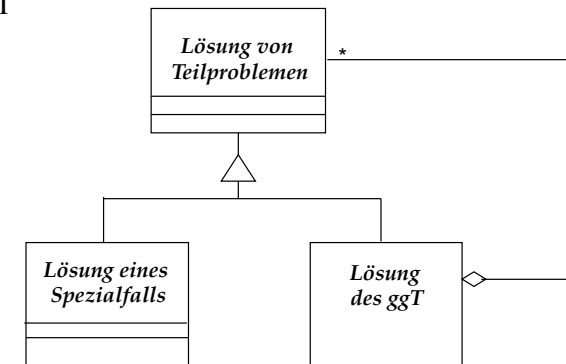 Lösung von
Teilproblemen
*
Lösung eines
Spezialfalls
Lösung
des ggT